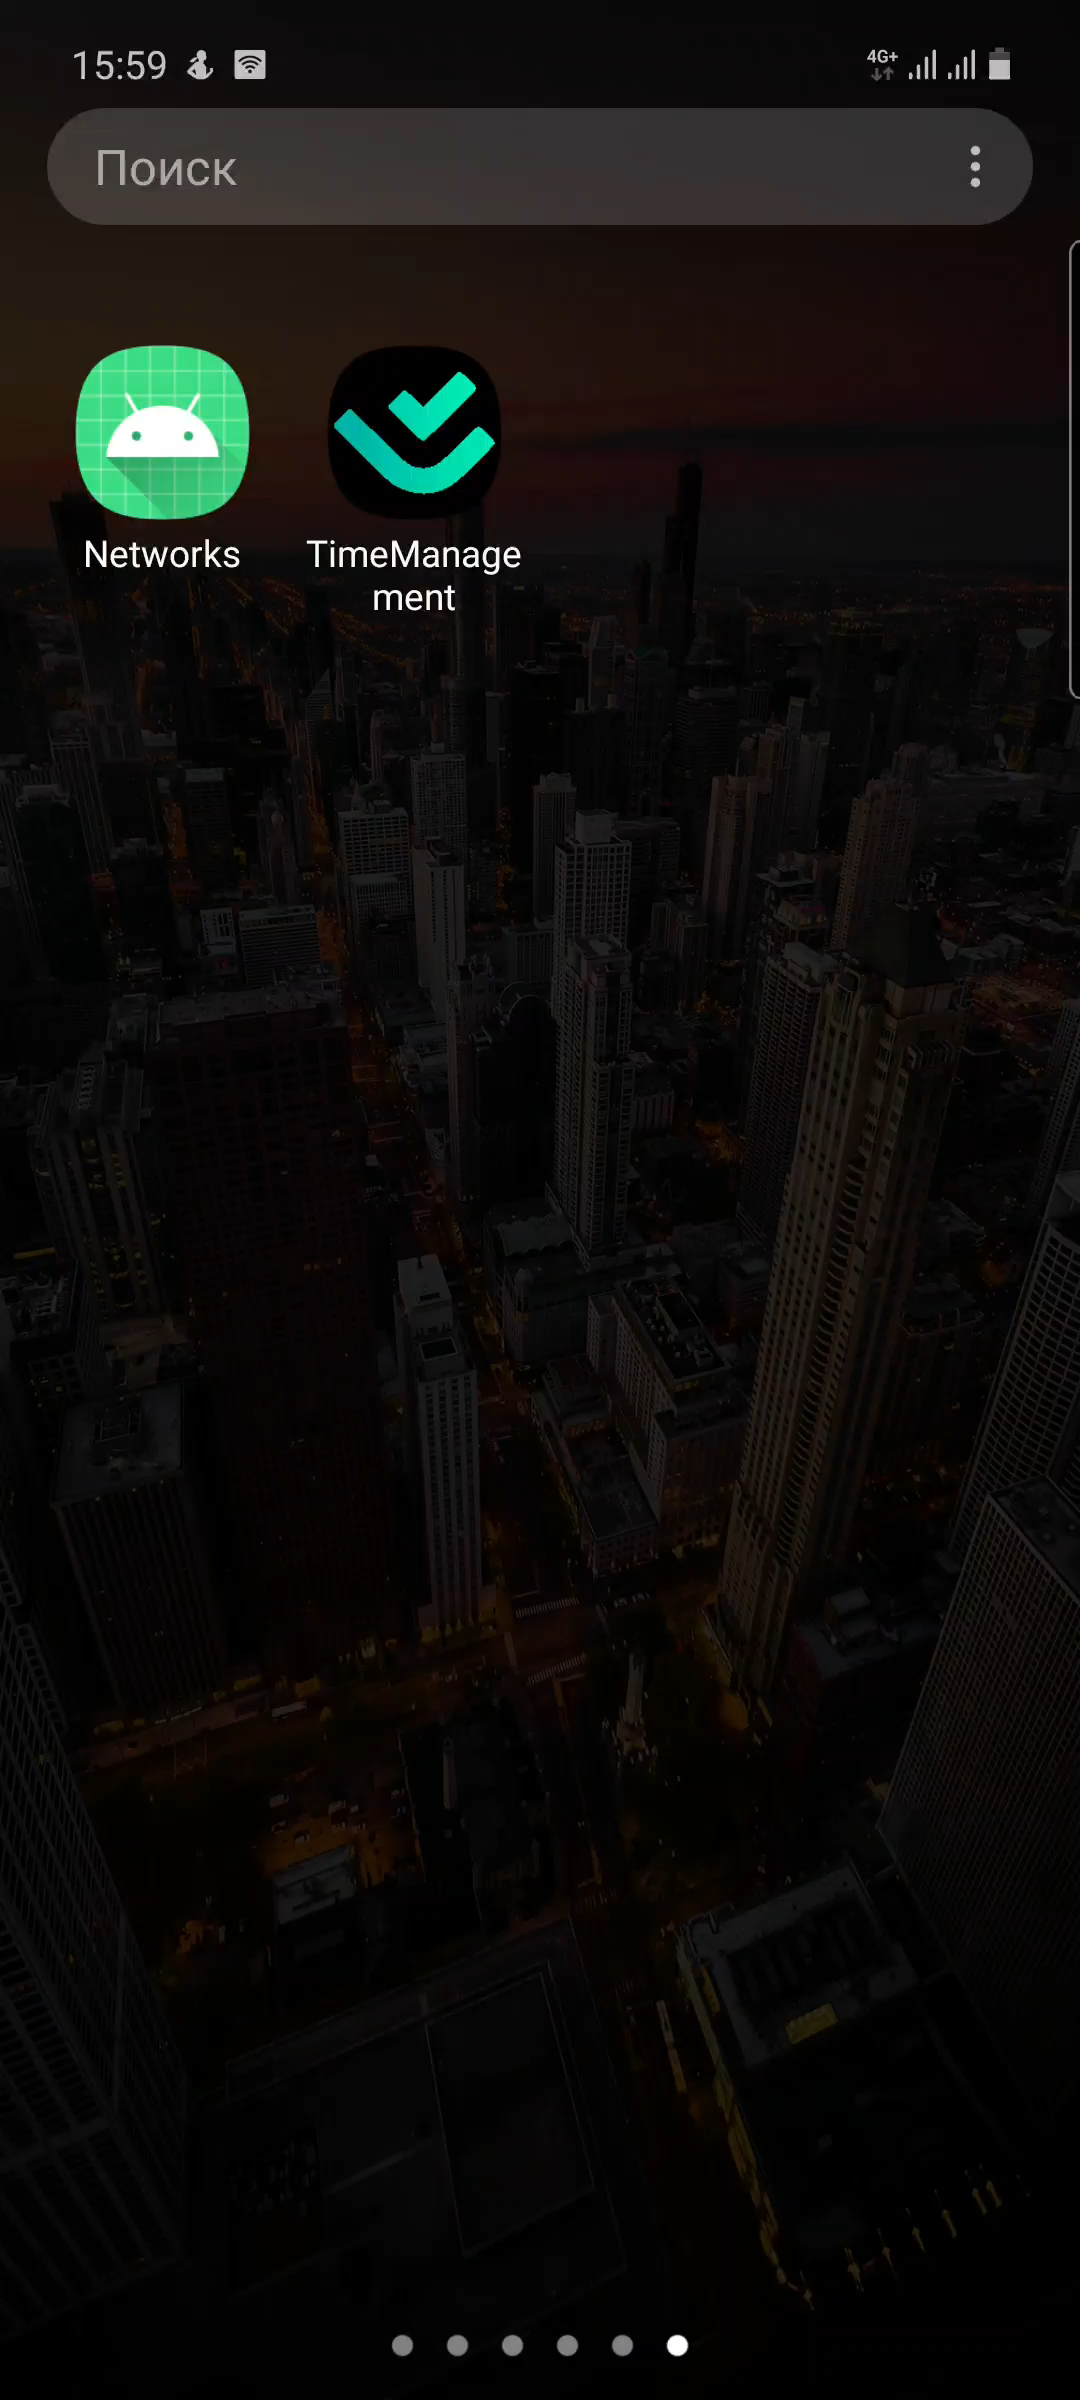 15:59
4G+
Поиск
Networks
TimeManage
ment